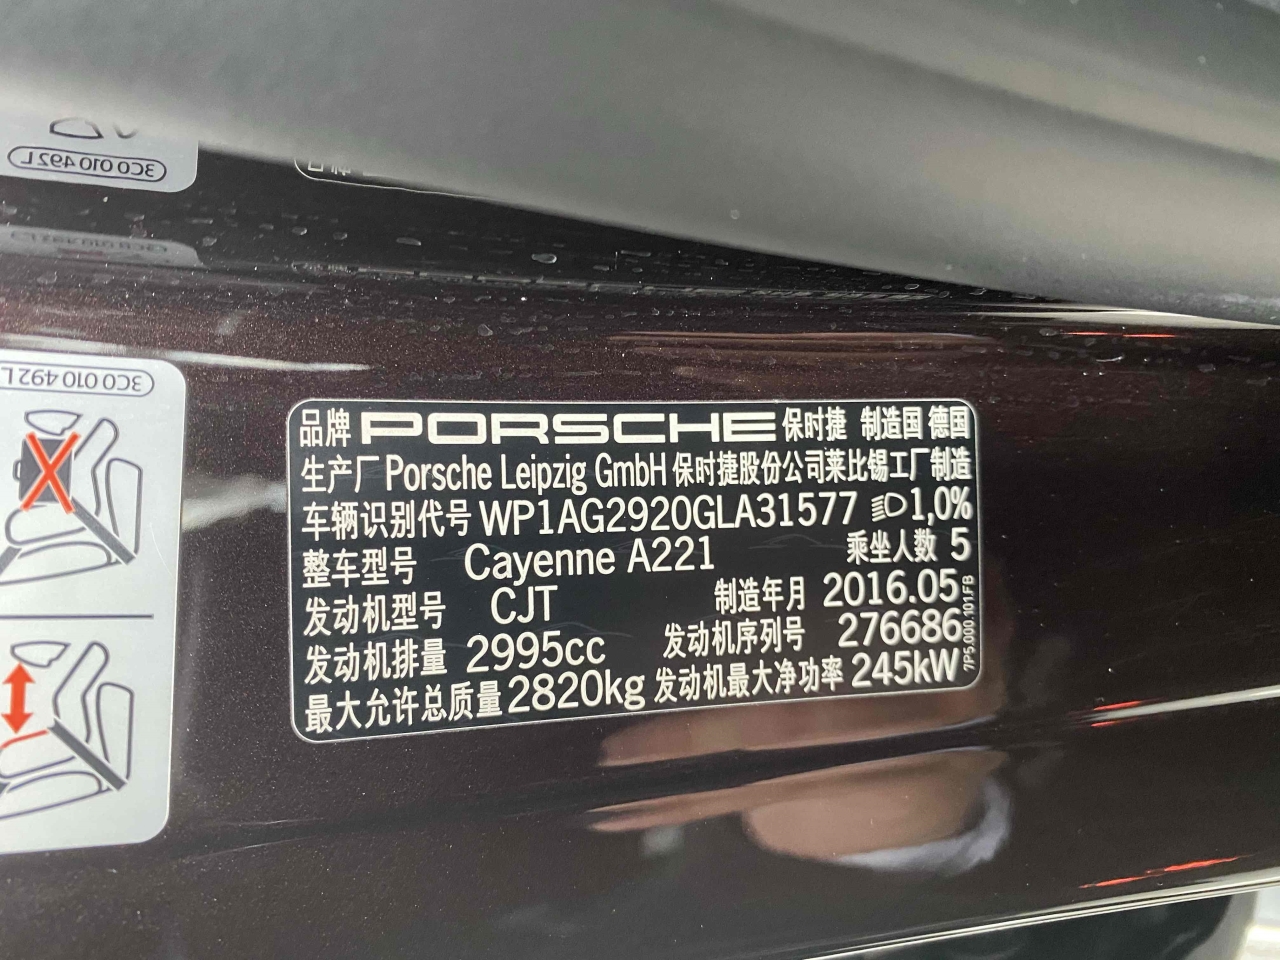 3C0 010 492 L
3C0 010 492 L
品牌 PORSCHE 保时捷 制造国 德国
生产厂 Porsche Leipzig GmbH 保时捷股份公司莱比锡工厂制造
车辆识别代号 WP1AG2920GLA31577 1,0%
整车型号 Cayenne A221 乘坐人数 5
发动机型号 CJT 制造年月 2016.05
发动机排量 2995cc 发动机序列号 276686
最大允许总质量 2820kg 发动机最大净功率 245kW
7P5.000.101.FB